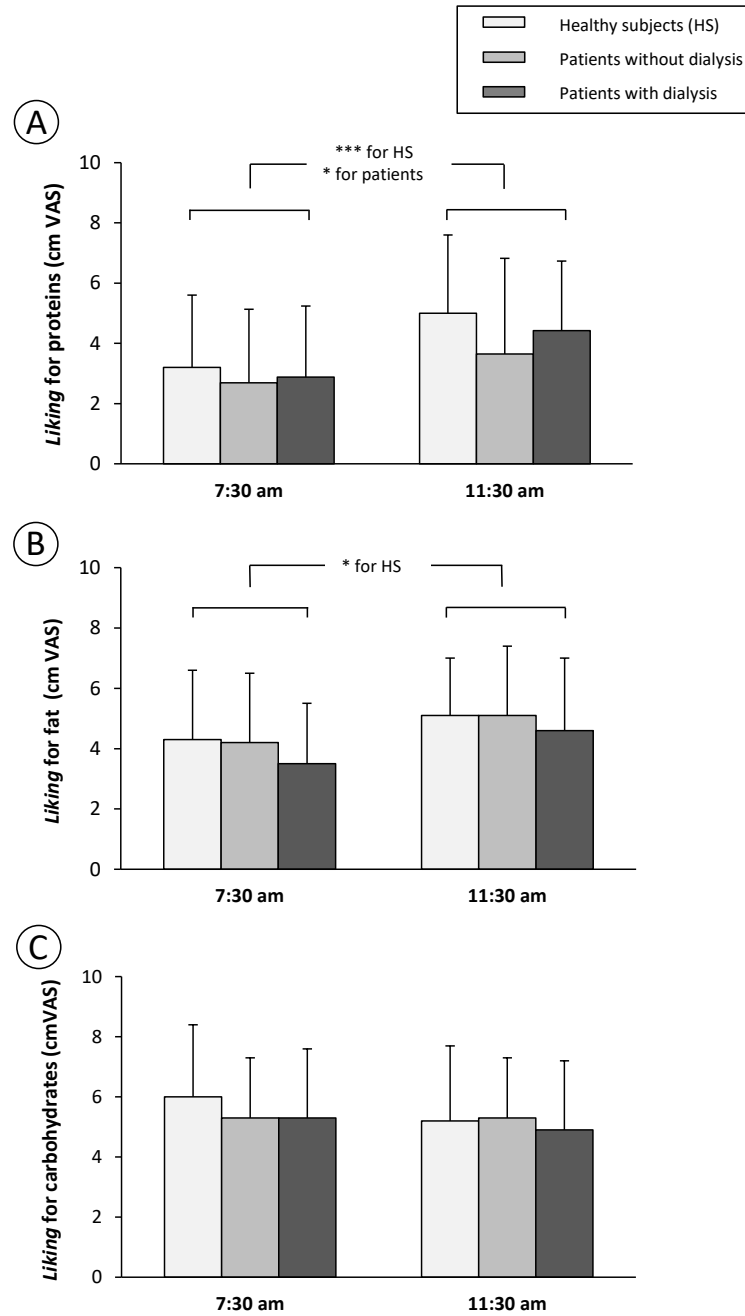 Healthy subjects (HS)
Patients without dialysis
Patients with dialysis
A
*** for HS
* for patients
10
8
6
4
2
0
Liking for proteins (cm VAS)
7:30 am
11:30 am
B
* for HS
10
8
6
4
2
0
Liking for fat (cm VAS)
7:30 am
11:30 am
C
10
8
6
4
2
0
Liking for carbohydrates (cmVAS)
7:30 am
11:30 am